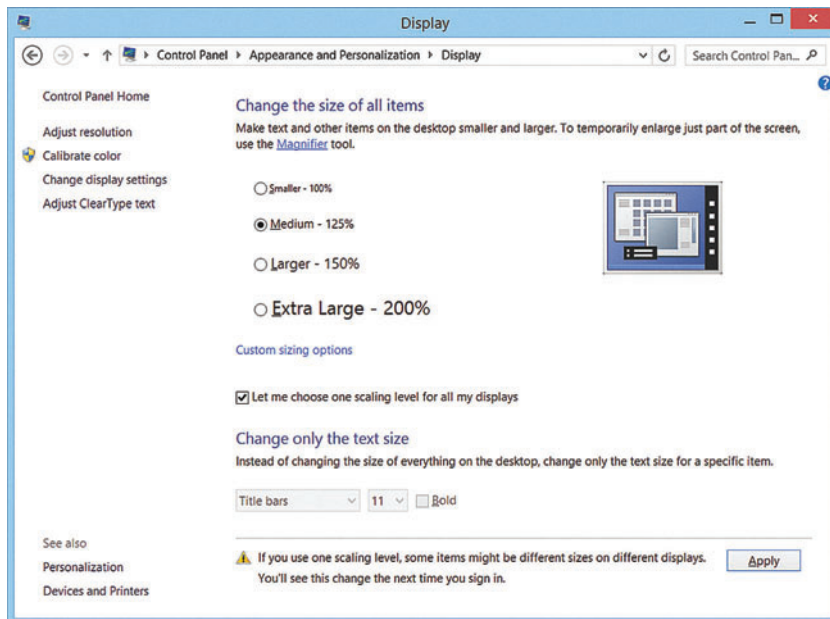 Display
Control Panel Appearance and Personalization Display
Search Control Pan...
Control Panel Home
Adjust resolution
Calibrate color
Change display settings
Adjust ClearType text
Change the size of all items
Make text and other items on the desktop smaller and larger. To temporarily enlarge just part of the screen,
use the Magnifier tool.
Smaller - 100%
Medium - 125%
Larger - 150%
Extra Large - 200%
Custom sizing options
Let me choose one scaling level for all my displays
Change only the text size
Instead of changing the size of everything on the desktop, change only the text size for a specific item.
Title bars 11 Bold
See also
Personalization
Devices and Printers
If you use one scaling level, some items might be different sizes on different displays.
You'll see this change the next time you sign in.
Apply